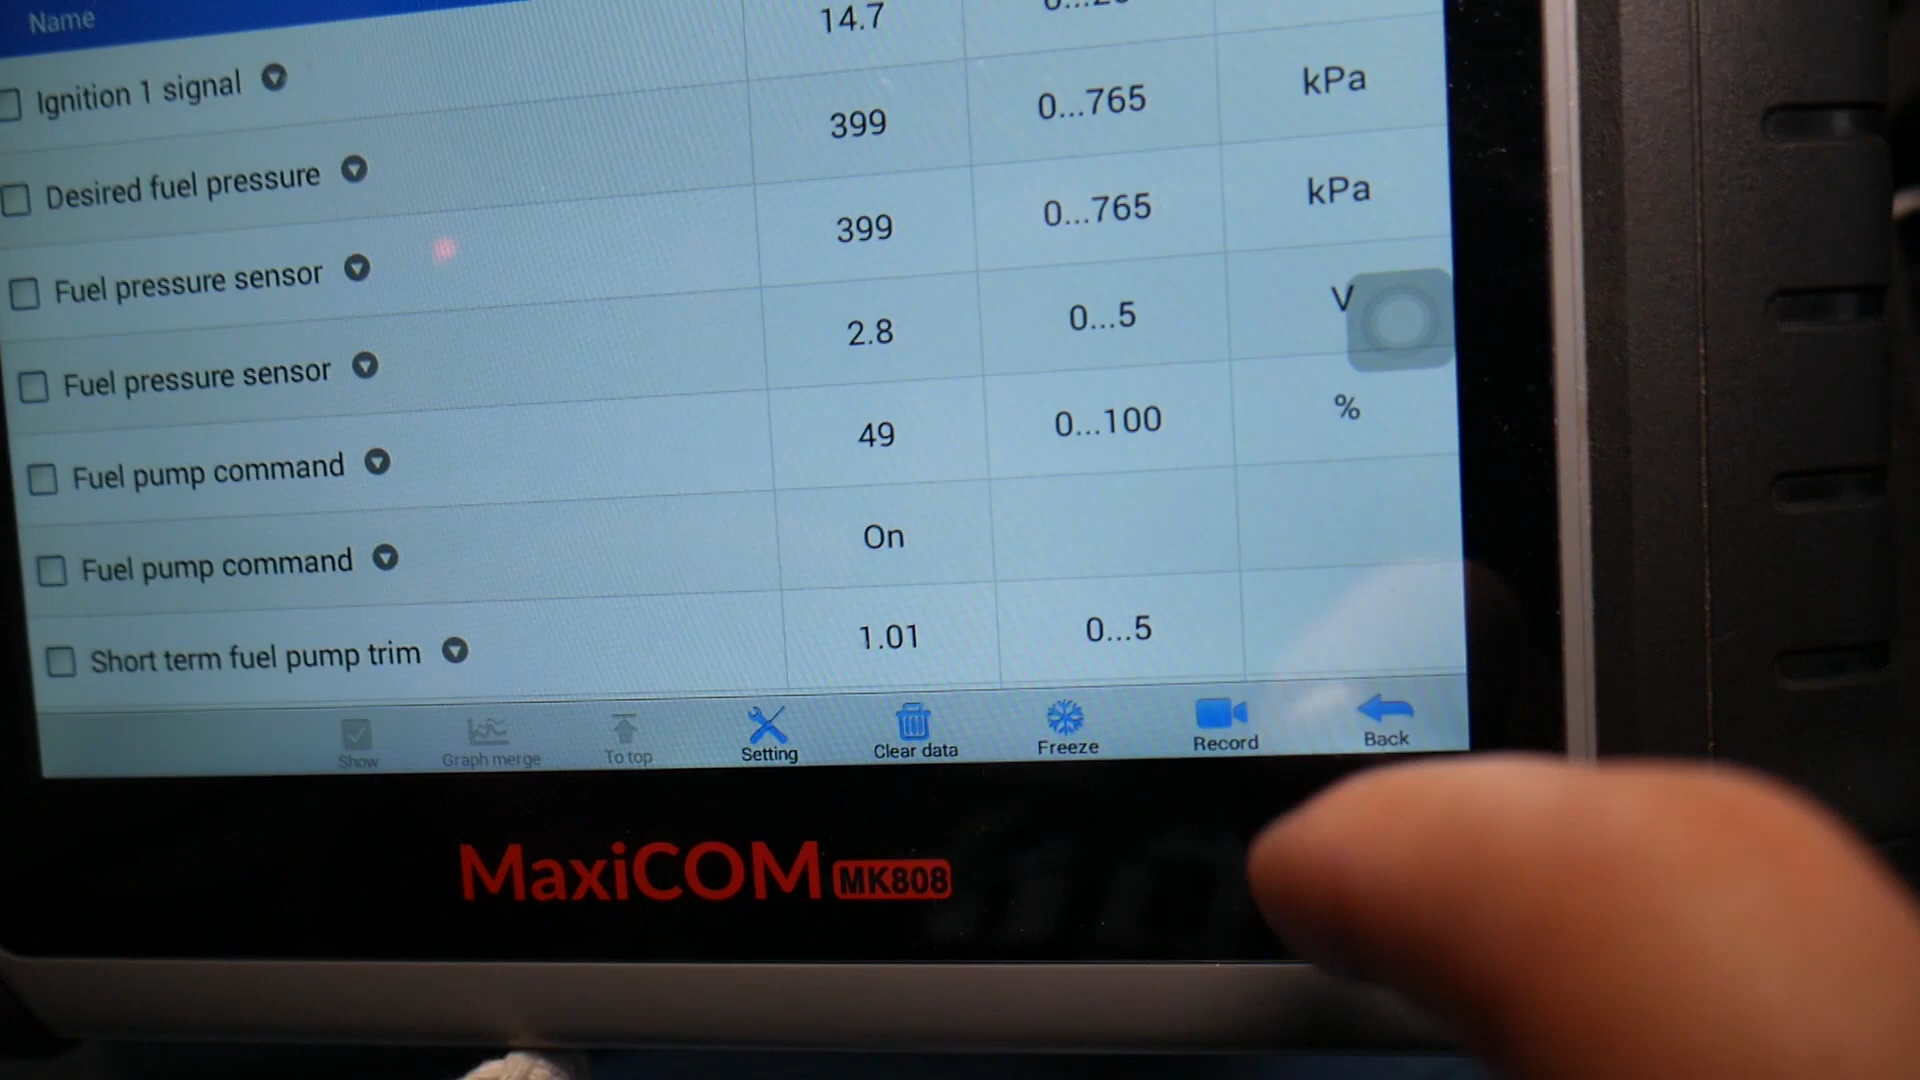 Name
Ignition 1 signal 14.7
Desired fuel pressure 399 0...765 kPa
Fuel pressure sensor 399 0...765 kPa
Fuel pressure sensor 2.8 0...5 V
Fuel pump command 49 0...100 %
Fuel pump command On
Short term fuel pump trim 1.01 0...5
Show Graph merge To top Setting Clear data Freeze Record Back
MaxiCOM MK808